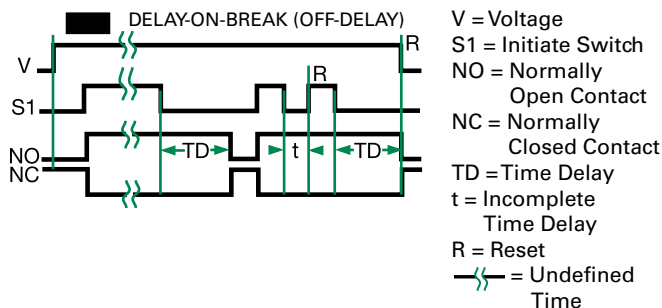 DELAY-ON-BREAK (OFF-DELAY)
R
V
R
S1
NO
NC
TD
t
TD
V = Voltage
S1 = Initiate Switch
NO = Normally
Open Contact
NC = Normally
Closed Contact
TD = Time Delay
t = Incomplete
Time Delay
R = Reset
= Undefined
Time